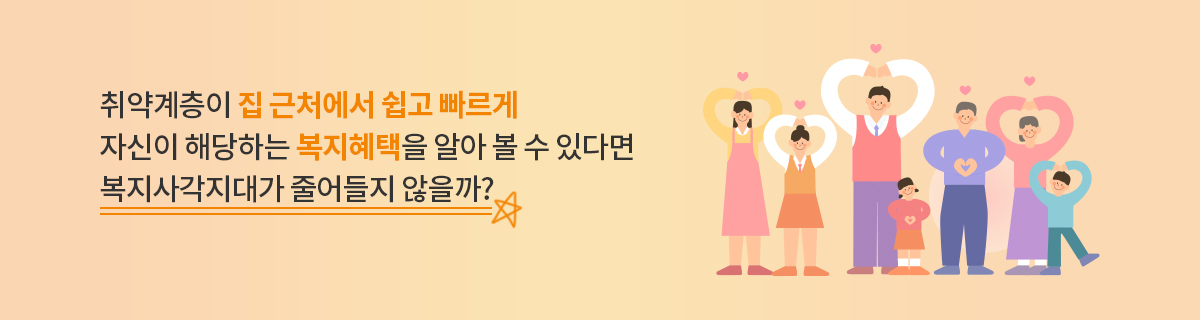 취약계층이 집 근처에서 쉽고 빠르게
자신이 해당하는 복지혜택을 알아 볼 수 있다면
복지사각지대가 줄어들지 않을까?